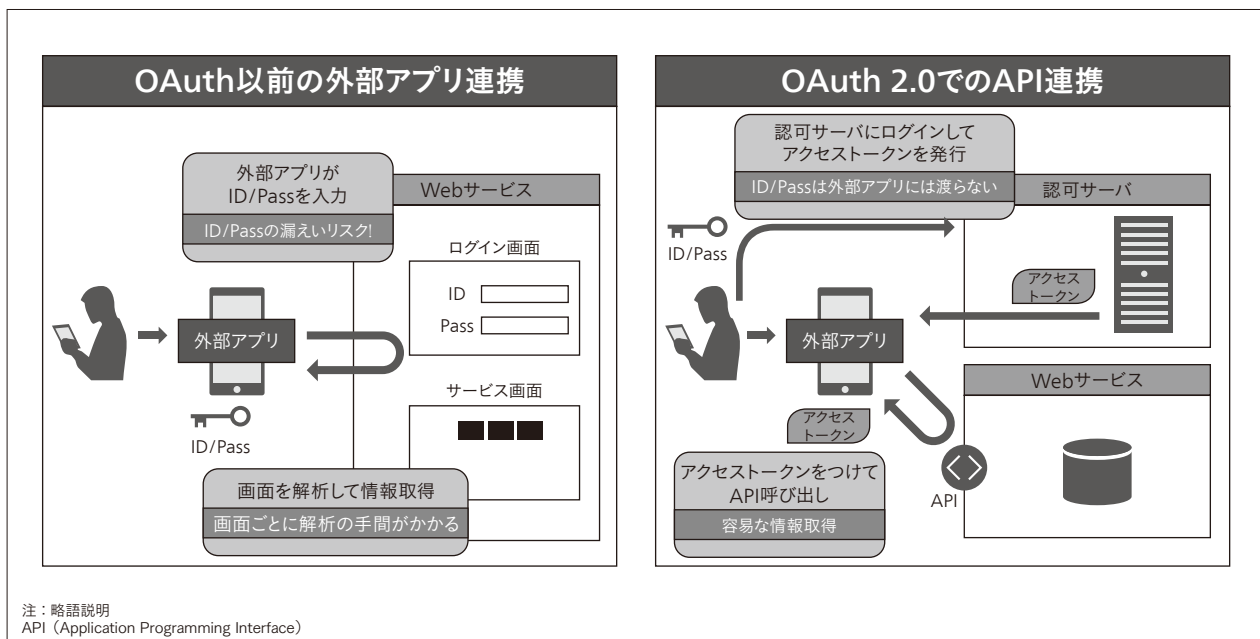 OAuth以前の外部アプリ連携
外部アプリが
ID/Passを入力
ID/Passの漏えいリスク!
Webサービス
ログイン画面
ID
Pass
外部アプリ
ID/Pass
サービス画面
画面を解析して情報取得
画面ごとに解析の手間がかかる
OAuth 2.0でのAPI連携
認可サーバにログインして
アクセストークンを発行
ID/Passは外部アプリには渡らない
認可サーバ
ID/Pass
アクセス
トークン
外部アプリ
Webサービス
アクセス
トークン
API
アクセストークンをつけて
API呼び出し
容易な情報取得
注：略語説明
API（Application Programming Interface）